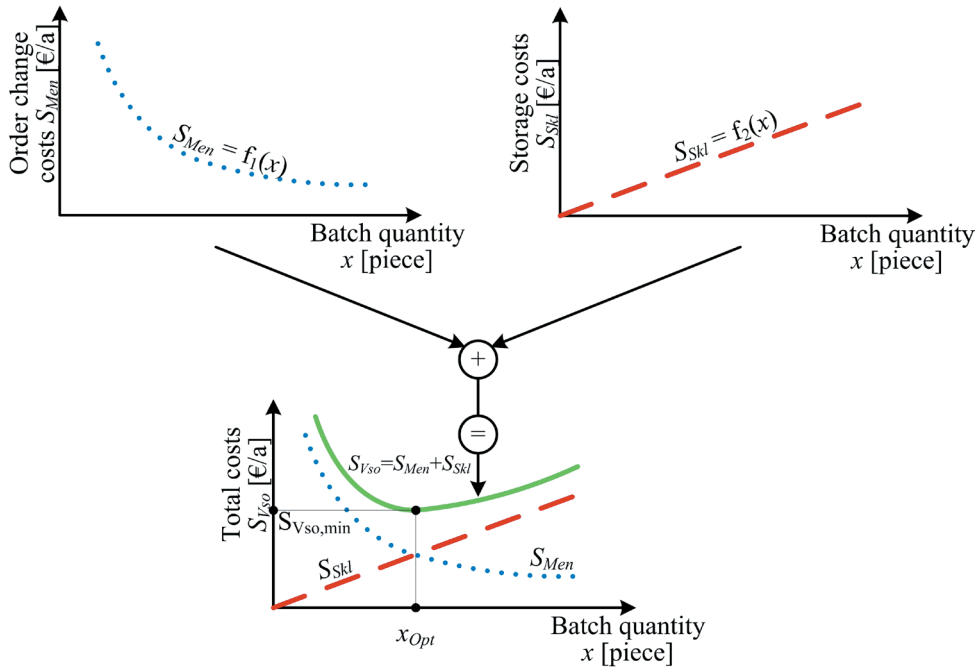 Order change
costs S_Men [€/a]
S_Men = f_1(x)
Batch quantity
x [piece]
Storage costs
S_Skl [€/a]
S_Skl = f_2(x)
Batch quantity
x [piece]
+
=
Total costs
S_Vso [€/a]
S_Vso=S_Men+S_Skl
S_Vso,min
S_Skl
S_Men
x_Opt
Batch quantity
x [piece]